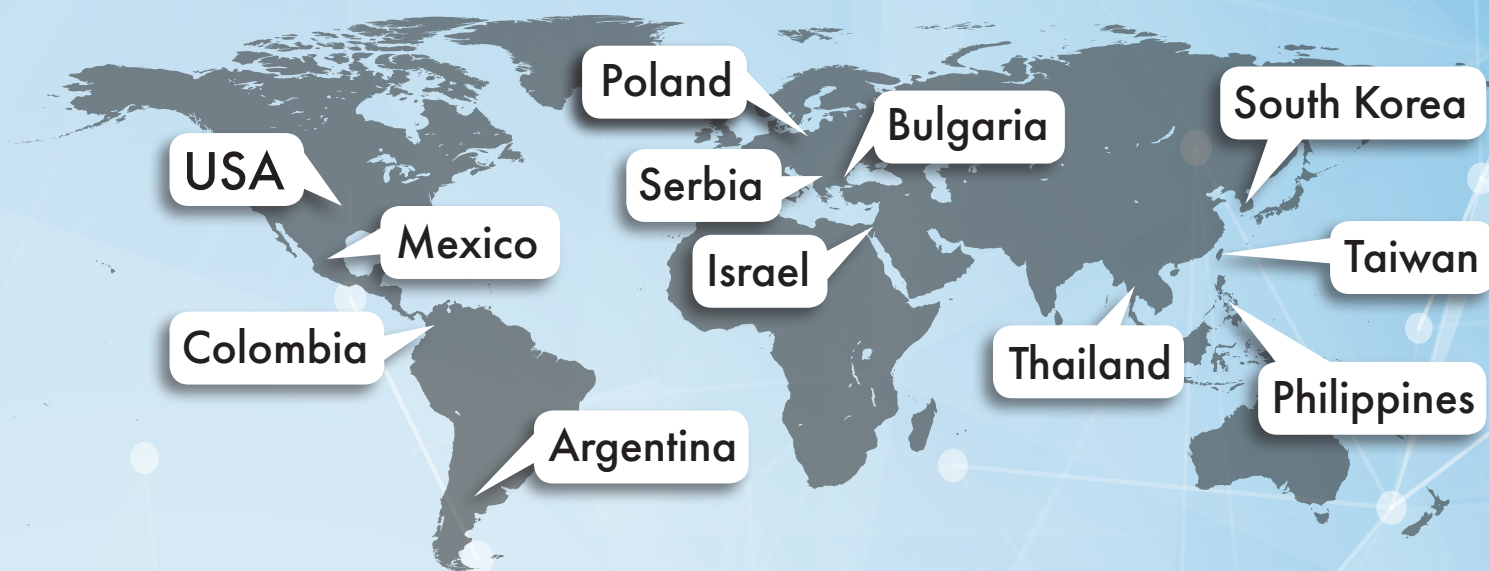 Poland
South Korea
Bulgaria
USA
Serbia
Mexico
Taiwan
Israel
Colombia
Thailand
Philippines
Argentina